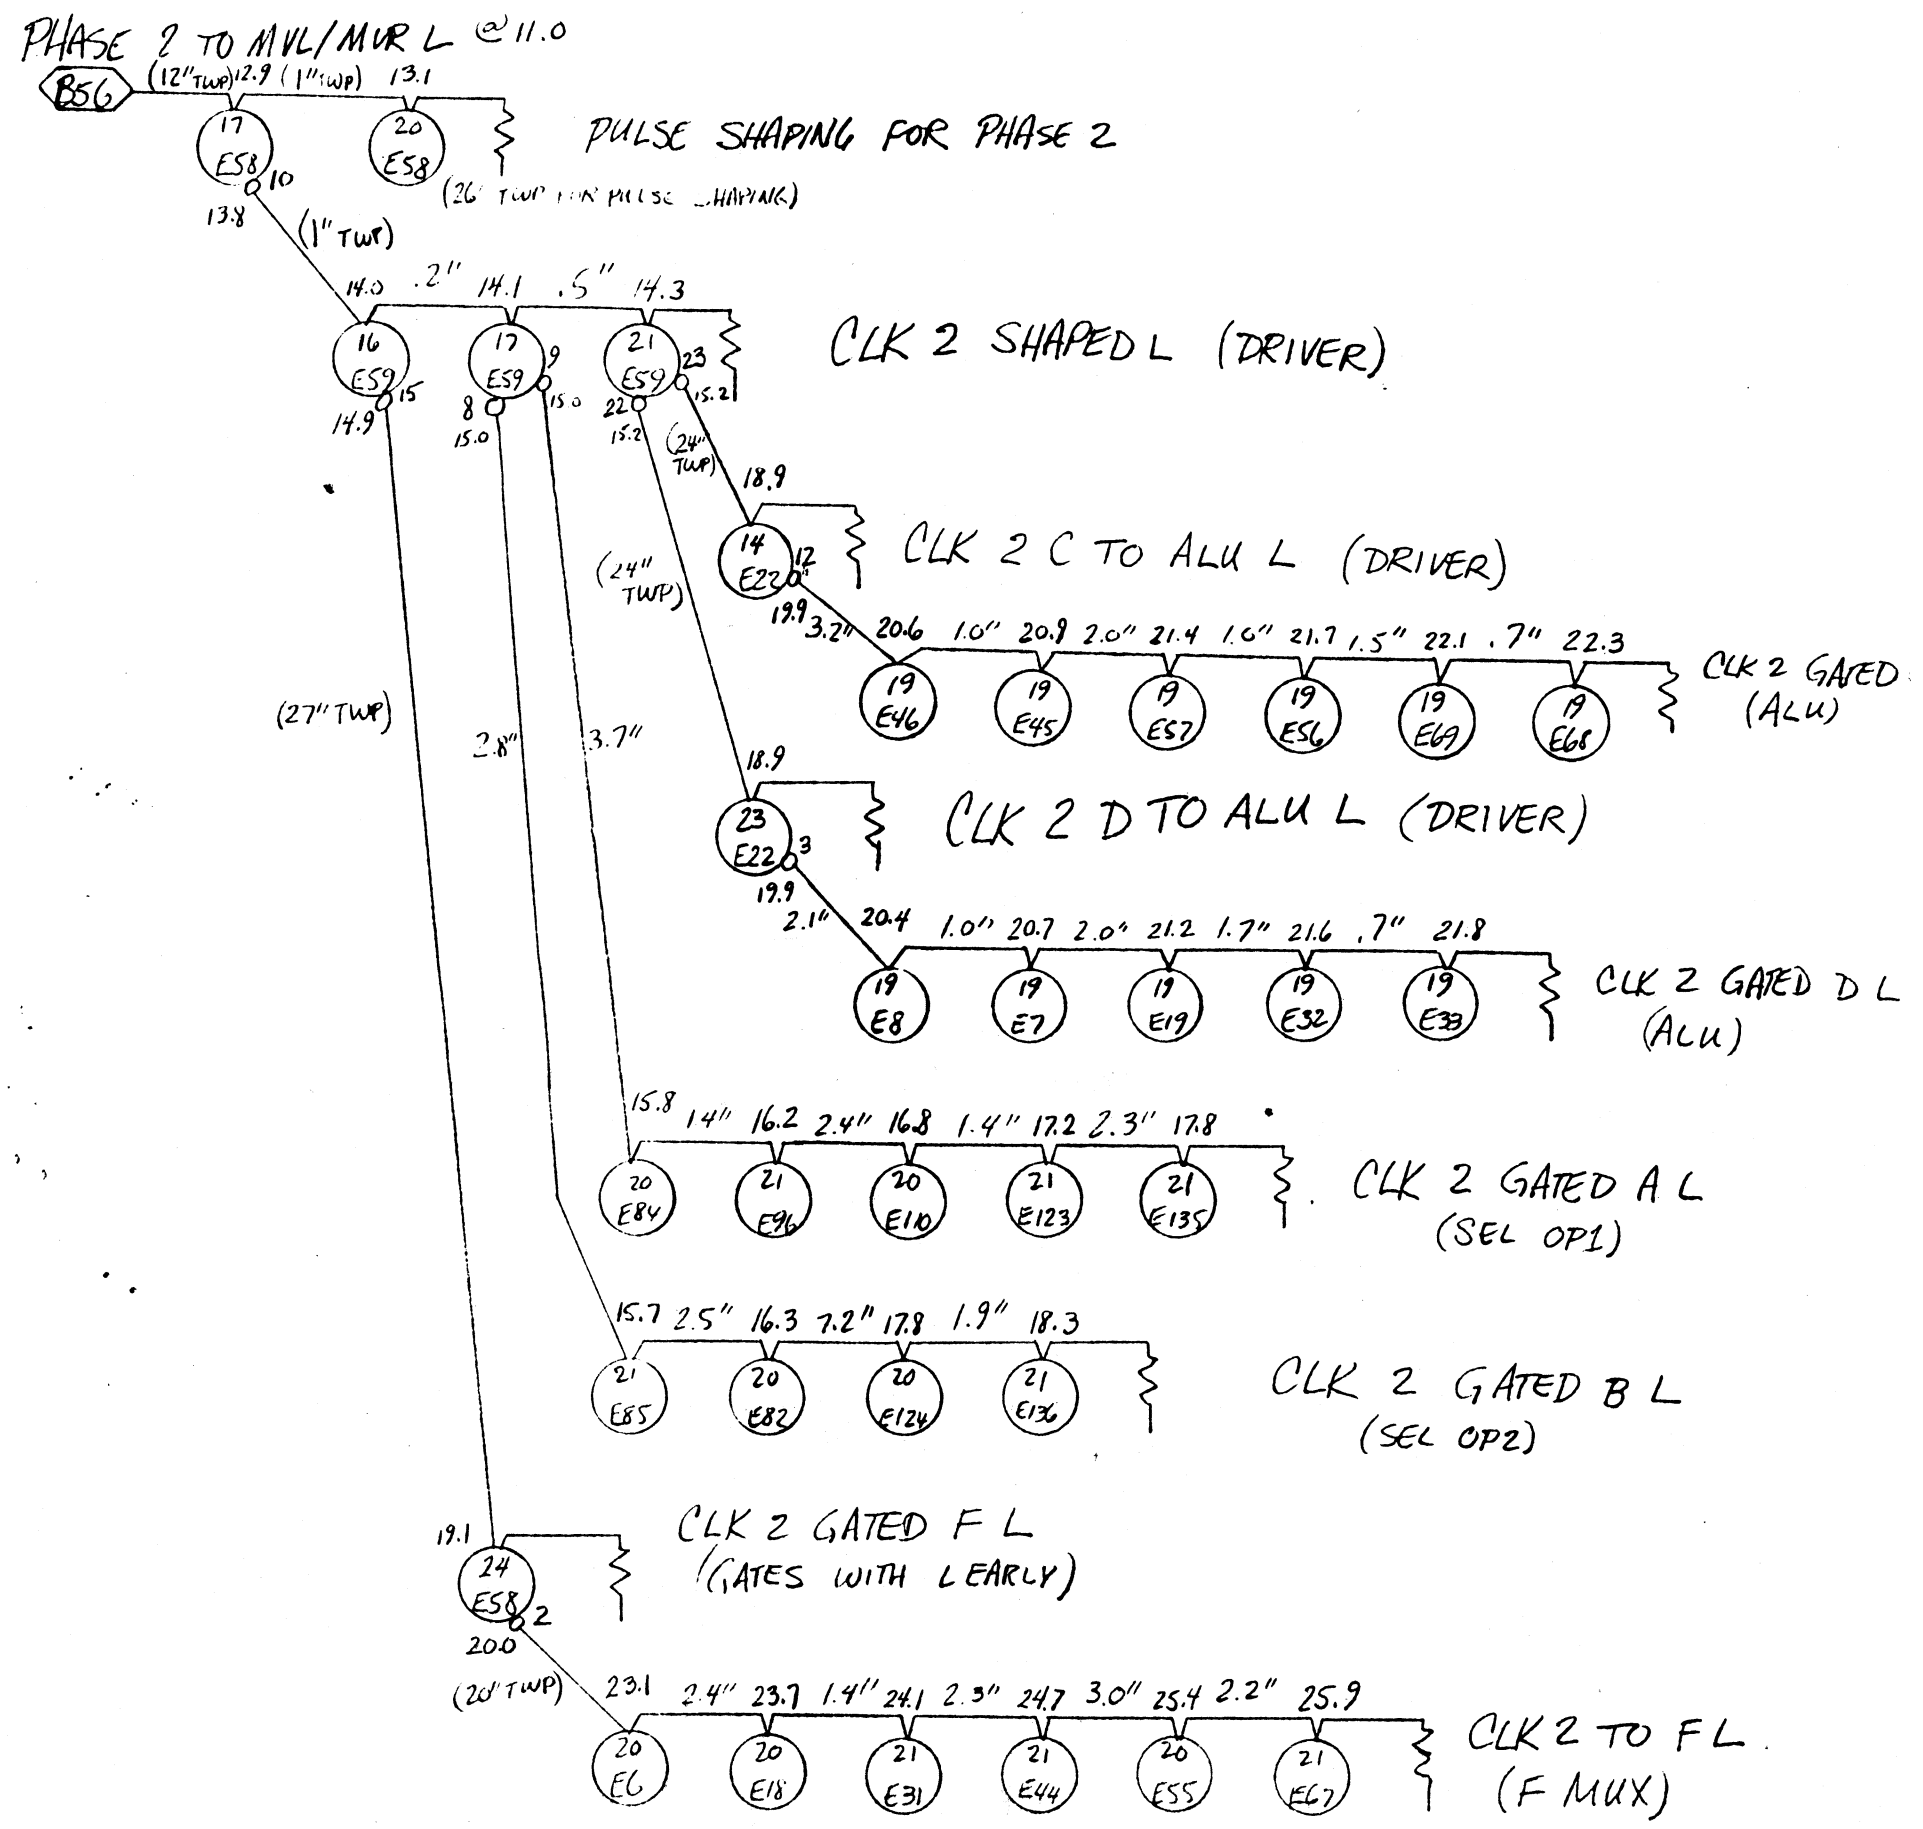 PHASE 2 TO MVL/MVR L @ 11.0
B56 (12" TWP) 12.9 (1" TWP) 13.1
17 E58 10 13.8
20 E58
PULSE SHAPING FOR PHASE 2
(26" TWP FOR PULSE SHAPING)
(1" TWP)
14.0 .2" 14.1 .5" 14.3
16 E59 15 14.9
17 E59 9 15.0 8 15.0
21 E59 23 15.2 22 15.2
CLK 2 SHAPED L (DRIVER)
(24" TWP)
18.9
14 E22 12 19.9
CLK 2 C TO ALU L (DRIVER)
(24" TWP)
3.2" 20.6 1.0" 20.9 2.0" 21.4 1.0" 21.7 1.5" 22.1 .7" 22.3
19 E46
19 E45
19 E57
19 E56
19 E69
19 E68
CLK 2 GATED
(ALU)
(27" TWP)
2.8"
3.7"
18.9
23 E22 3 19.9
CLK 2 D TO ALU L (DRIVER)
2.1" 20.4 1.0" 20.7 2.0" 21.2 1.7" 21.6 .7" 21.8
19 E8
19 E7
19 E19
19 E32
19 E33
CLK 2 GATED D L
(ALU)
15.8 1.4" 16.2 2.4" 16.8 1.4" 17.2 2.3" 17.8
20 E84
21 E96
20 E110
21 E123
21 E135
CLK 2 GATED A L
(SEL OP1)
15.7 2.5" 16.3 7.2" 17.8 1.9" 18.3
21 E85
20 E82
20 E124
21 E136
CLK 2 GATED B L
(SEL OP2)
19.1
24 E58 2 20.0
CLK 2 GATED F L
(GATES WITH L EARLY)
(20" TWP) 23.1 2.4" 23.7 1.4" 24.1 2.3" 24.7 3.0" 25.4 2.2" 25.9
20 E6
20 E18
21 E31
21 E44
20 E55
21 E67
CLK 2 TO F L
(F MUX)